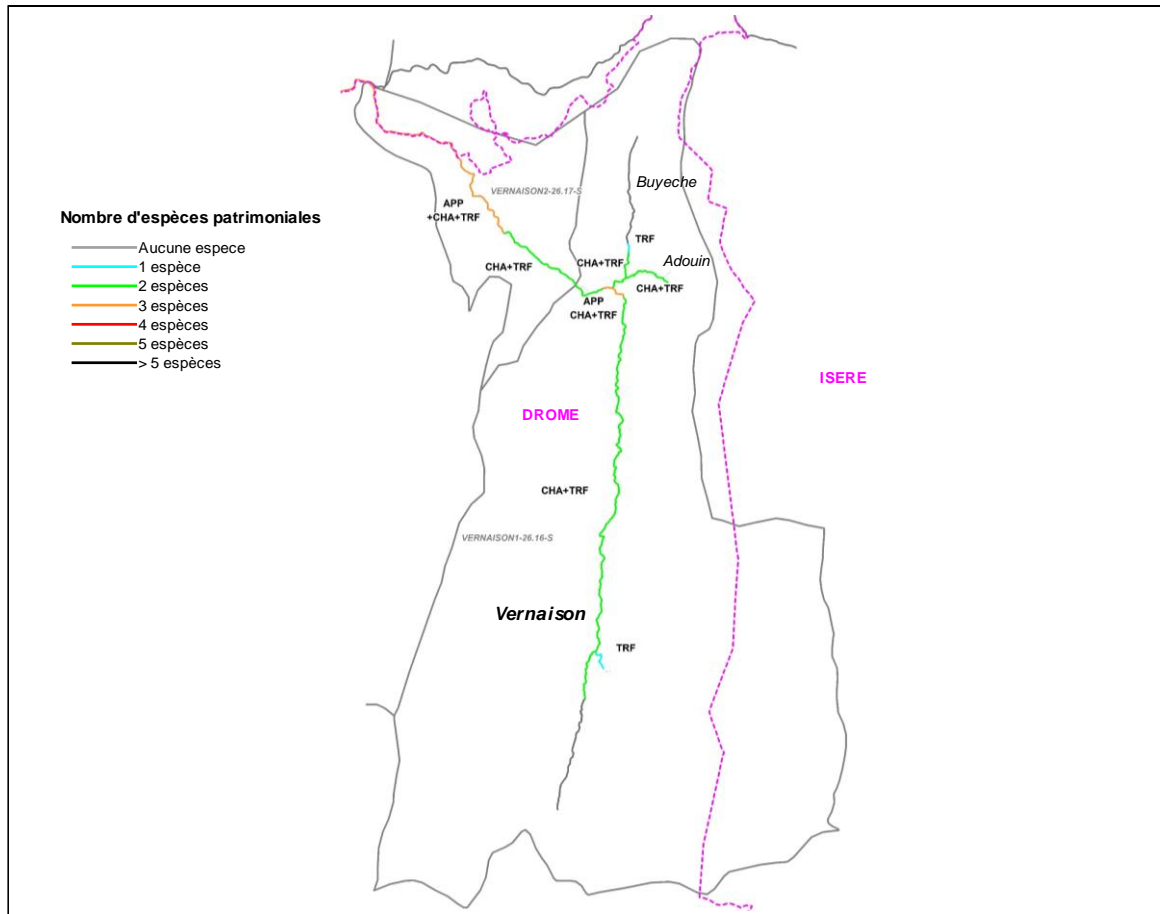 Nombre d'espèces patrimoniales
Aucune espece
1 espèce
2 espèces
3 espèces
4 espèces
5 espèces
> 5 espèces
VERNAISON2-26.17-S
Buyeche
APP
+CHA+TRF
TRF
CHA+TRF
CHA+TRF
Adouin
CHA+TRF
APP
CHA+TRF
ISERE
DROME
CHA+TRF
VERNAISON1-26.16-S
Vernaison
TRF